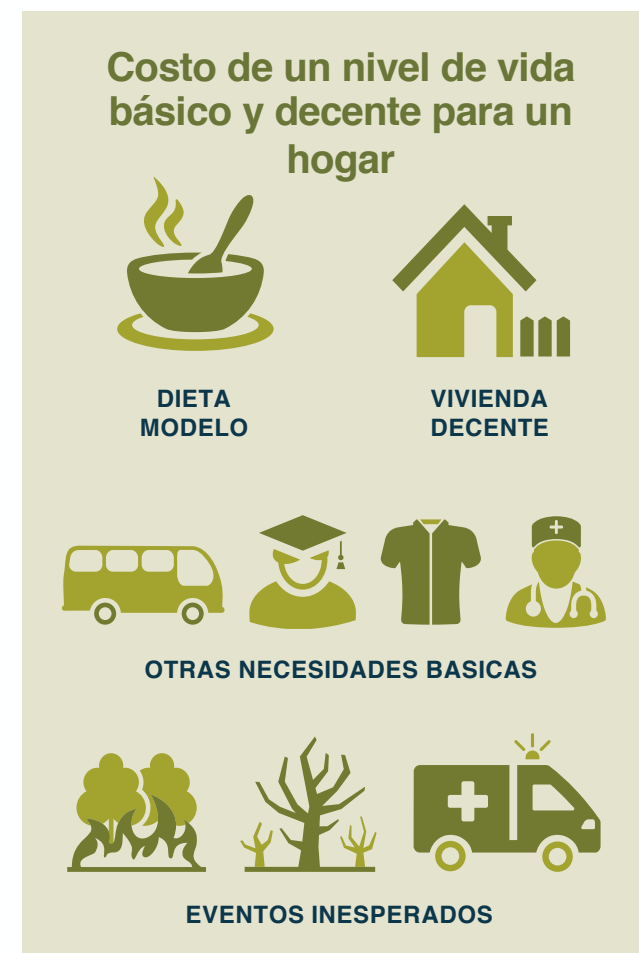 Costo de un nivel de vida
básico y decente para un
hogar
DIETA
MODELO
VIVIENDA
DECENTE
OTRAS NECESIDADES BASICAS
EVENTOS INESPERADOS